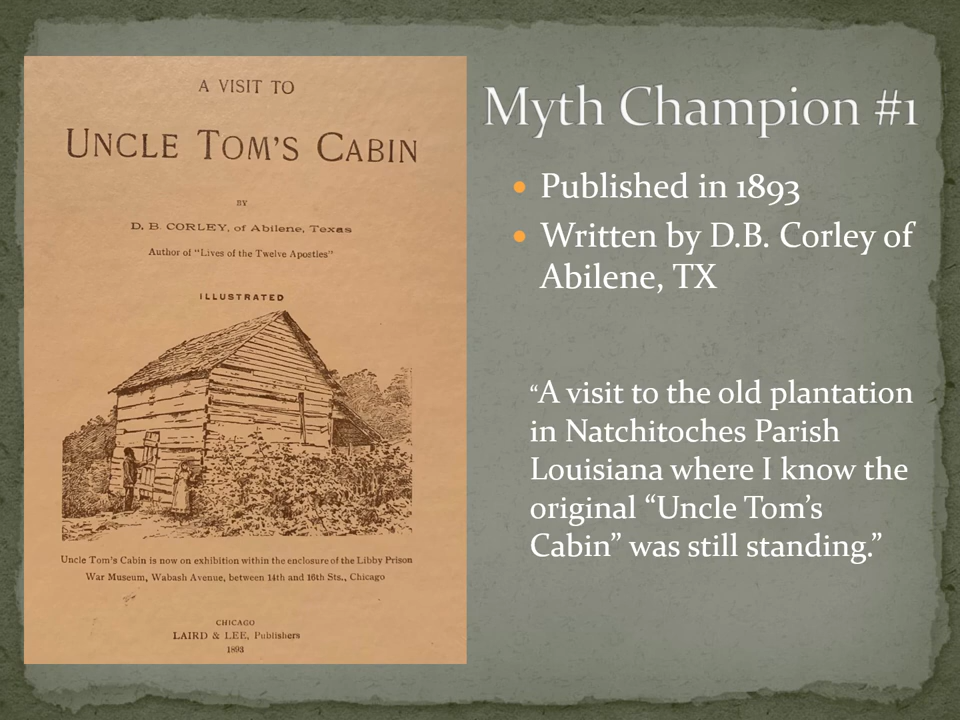 A VISIT TO
UNCLE TOM'S CABIN
BY
D. B. CORLEY, of Abilene, Texas
Author of "Lives of the Twelve Apostles"
ILLUSTRATED
Uncle Tom's Cabin is now on exhibition within the enclosure of the Libby Prison
War Museum, Wabash Avenue, between 14th and 16th Sts., Chicago
CHICAGO
LAIRD & LEE, Publishers
1893
Myth Champion #1
• Published in 1893
• Written by D.B. Corley of
Abilene, TX
“A visit to the old plantation
in Natchitoches Parish
Louisiana where I know the
original “Uncle Tom’s
Cabin” was still standing.”